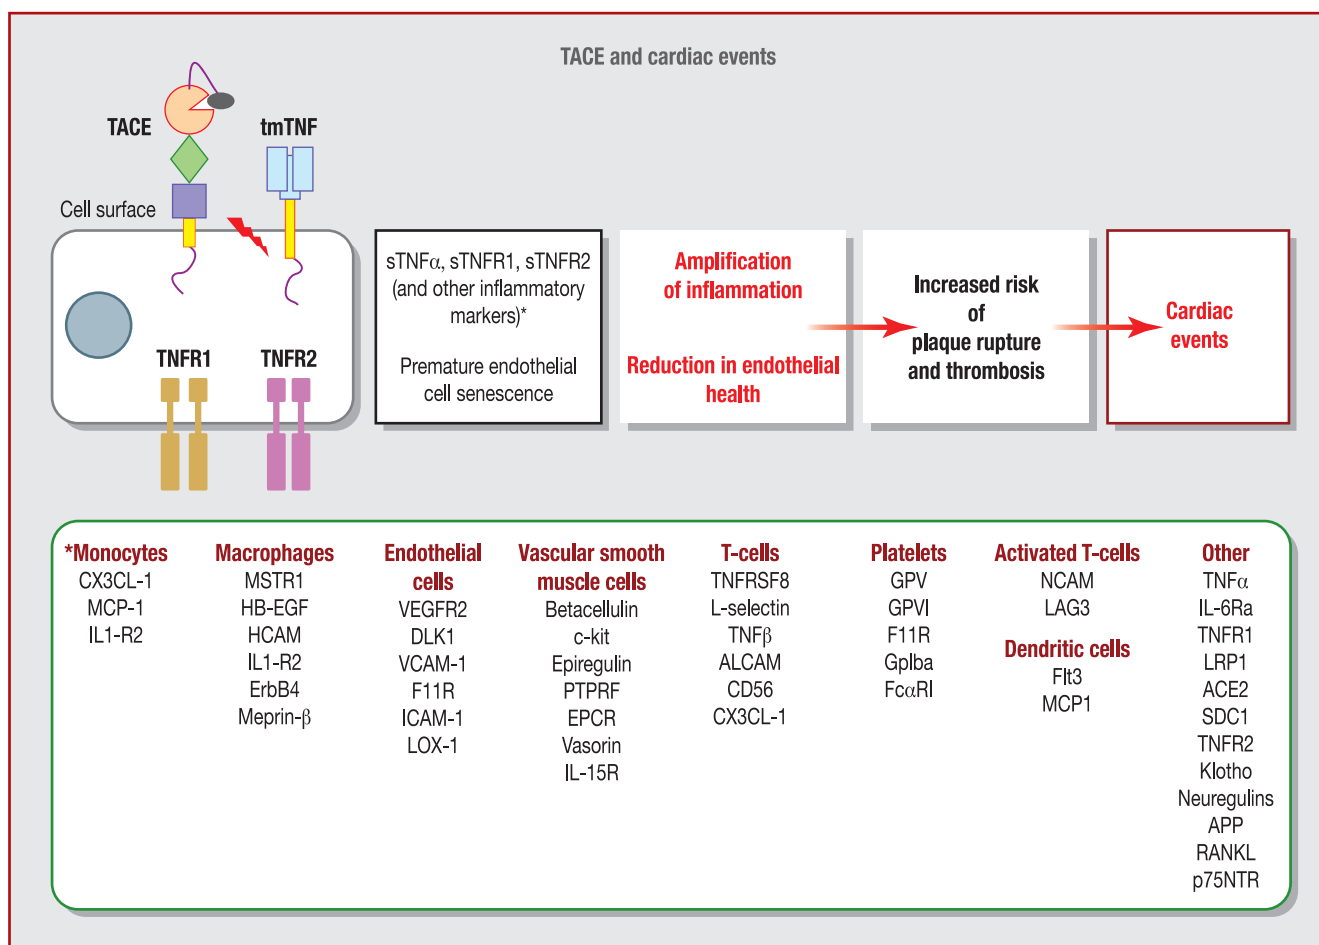 TACE and cardiac events
TACE
tmTNF
Cell surface
TNFR1
TNFR2
sTNFα, sTNFR1, sTNFR2
(and other inflammatory
markers)*
Premature endothelial
cell senescence
Amplification
of inflammation
Reduction in endothelial
health
Increased risk
of
plaque rupture
and thrombosis
Cardiac
events
*Monocytes
CX3CL-1
MCP-1
IL1-R2
Macrophages
MSTR1
HB-EGF
HCAM
IL1-R2
ErbB4
Meprin-β
Endothelial
cells
VEGFR2
DLK1
VCAM-1
F11R
ICAM-1
LOX-1
Vascular smooth
muscle cells
Betacellulin
c-kit
Epiregulin
PTPRF
EPCR
Vasorin
IL-15R
T-cells
TNFRSF8
L-selectin
TNFβ
ALCAM
CD56
CX3CL-1
Platelets
GPV
GPVI
F11R
Gplba
FcαRI
Activated T-cells
NCAM
LAG3
Dendritic cells
Flt3
MCP1
Other
TNFα
IL-6Ra
TNFR1
LRP1
ACE2
SDC1
TNFR2
Klotho
Neuregulins
APP
RANKL
p75NTR